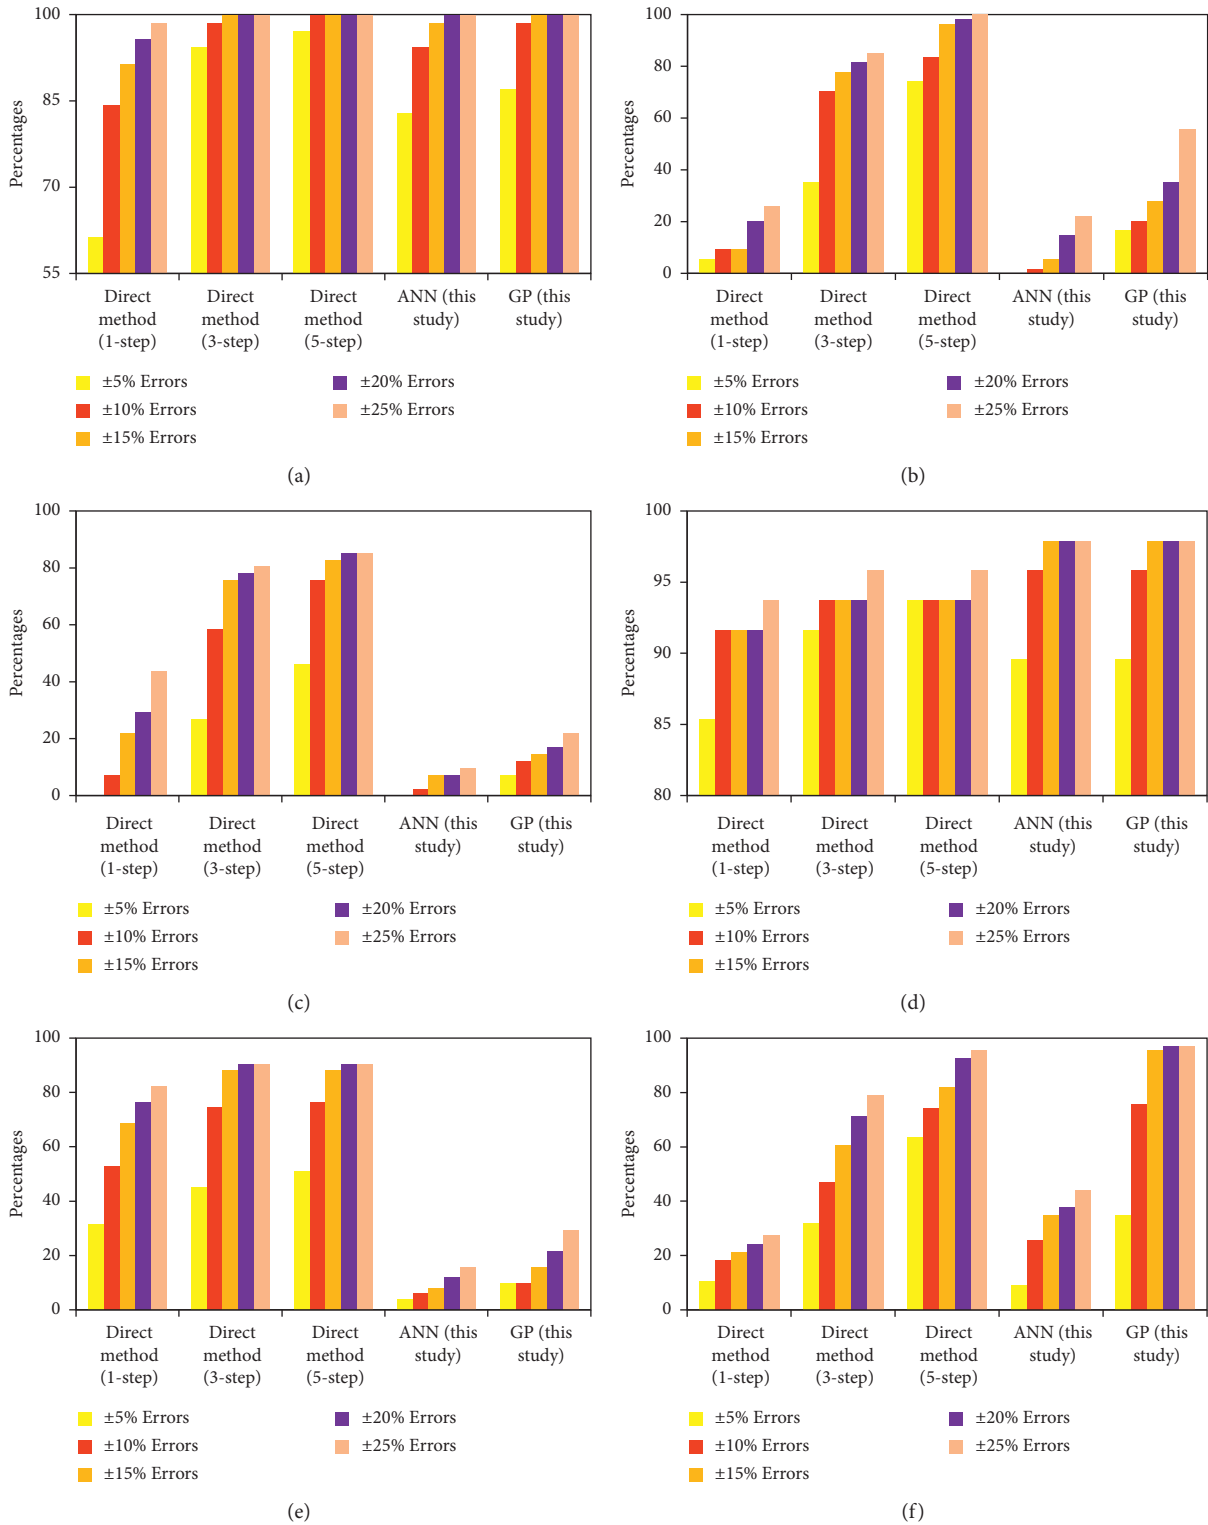 100
85
70
55
Percentages
Direct method (1-step)
Direct method (3-step)
Direct method (5-step)
ANN (this study)
GP (this study)
±5% Errors
±10% Errors
±15% Errors
±20% Errors
±25% Errors
(a)
100
80
60
40
20
0
Percentages
Direct method (1-step)
Direct method (3-step)
Direct method (5-step)
ANN (this study)
GP (this study)
±5% Errors
±10% Errors
±15% Errors
±20% Errors
±25% Errors
(b)
100
80
60
40
20
0
Percentages
Direct method (1-step)
Direct method (3-step)
Direct method (5-step)
ANN (this study)
GP (this study)
±5% Errors
±10% Errors
±15% Errors
±20% Errors
±25% Errors
(c)
100
95
90
85
80
Percentages
Direct method (1-step)
Direct method (3-step)
Direct method (5-step)
ANN (this study)
GP (this study)
±5% Errors
±10% Errors
±15% Errors
±20% Errors
±25% Errors
(d)
100
80
60
40
20
0
Percentages
Direct method (1-step)
Direct method (3-step)
Direct method (5-step)
ANN (this study)
GP (this study)
±5% Errors
±10% Errors
±15% Errors
±20% Errors
±25% Errors
(e)
100
80
60
40
20
0
Percentages
Direct method (1-step)
Direct method (3-step)
Direct method (5-step)
ANN (this study)
GP (this study)
±5% Errors
±10% Errors
±15% Errors
±20% Errors
±25% Errors
(f)